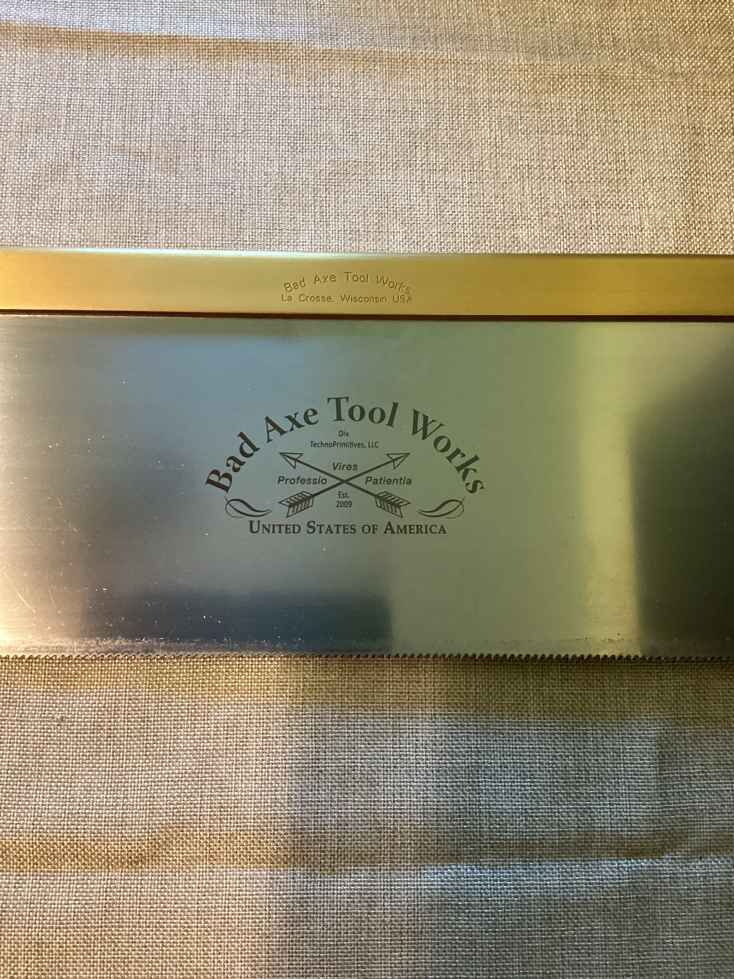 Bad Axe Tool Works
La Crosse, Wisconsin USA
Bad Axe Tool Works
Div.
TechnoPrimitives, LLC
Vires
Professio Patientia
Est.
2009
UNITED STATES OF AMERICA